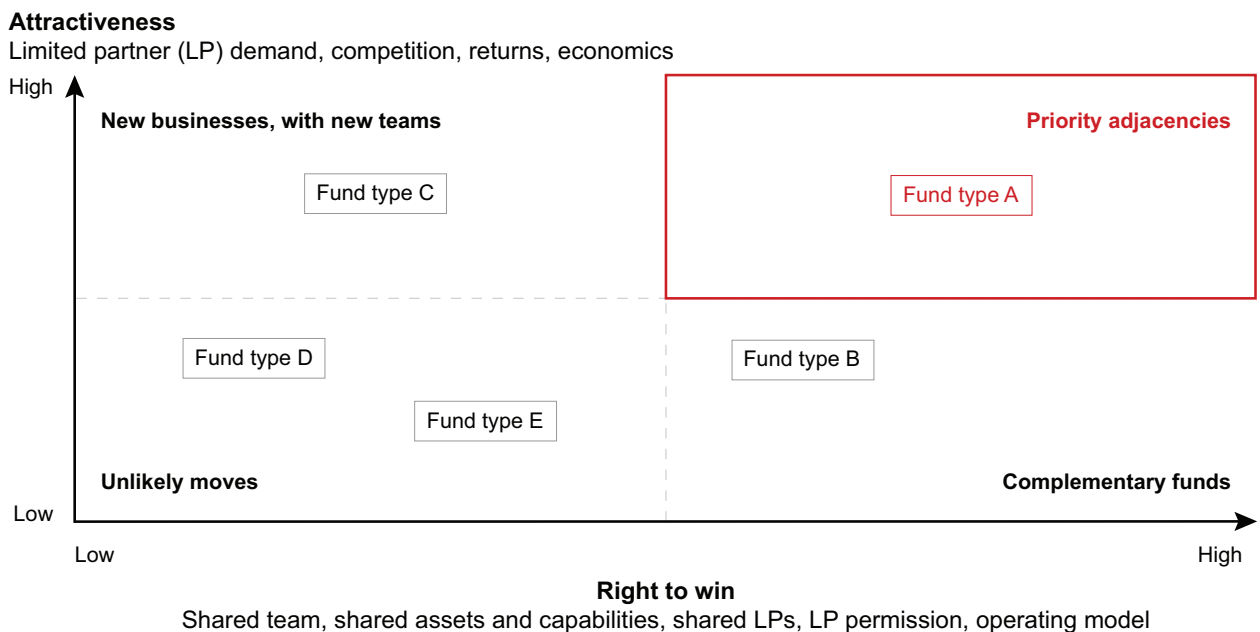 Attractiveness
Limited partner (LP) demand, competition, returns, economics
High
New businesses, with new teams
Priority adjacencies
Fund type C
Fund type A
Fund type D
Fund type B
Fund type E
Unlikely moves
Complementary funds
Low
Low
High
Right to win
Shared team, shared assets and capabilities, shared LPs, LP permission, operating model